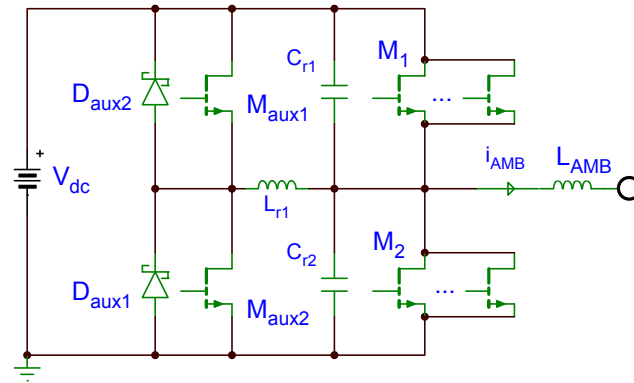 C_r1
M_1
D_aux2
M_aux1
...
+
V_dc
i_AMB
L_AMB
L_r1
C_r2
M_2
D_aux1
M_aux2
...